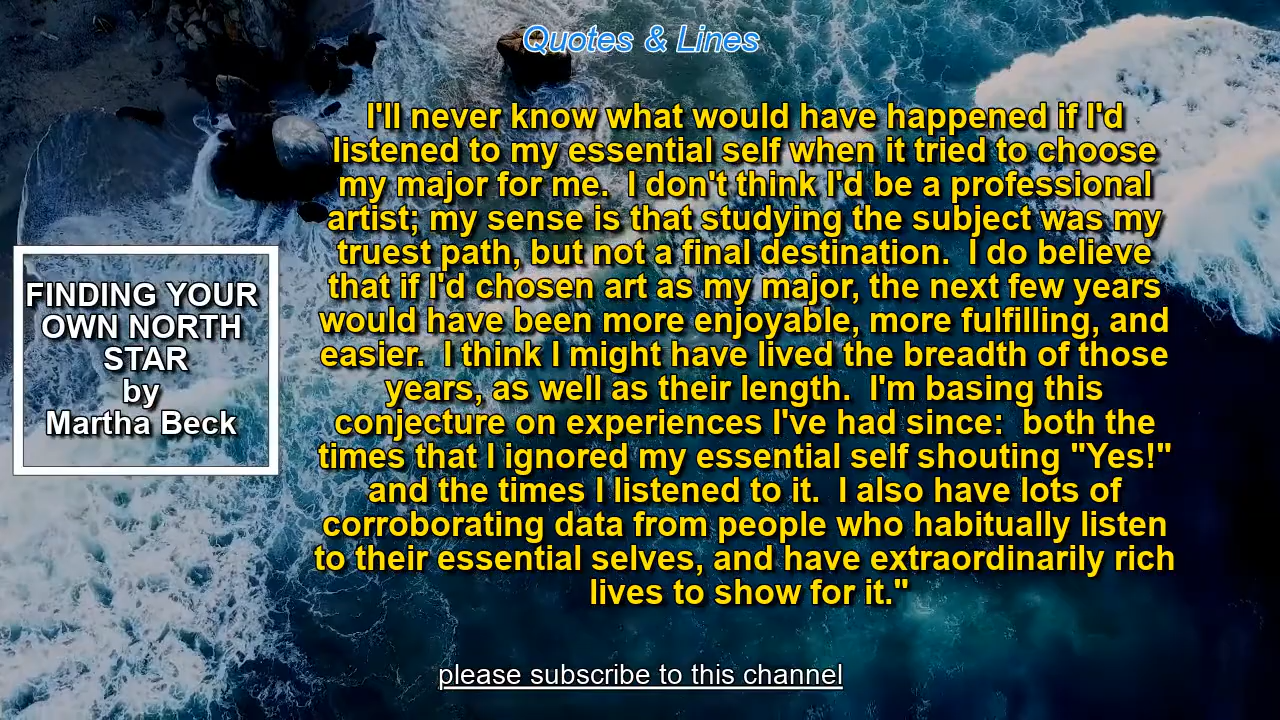 Quotes & Lines
I'll never know what would have happened if I'd
listened to my essential self when it tried to choose
my major for me.  I don't think I'd be a professional
artist; my sense is that studying the subject was my
truest path, but not a final destination.  I do believe
that if I'd chosen art as my major, the next few years
would have been more enjoyable, more fulfilling, and
easier.  I think I might have lived the breadth of those
years, as well as their length.  I'm basing this
conjecture on experiences I've had since:  both the
times that I ignored my essential self shouting "Yes!"
and the times I listened to it.  I also have lots of
corroborating data from people who habitually listen
to their essential selves, and have extraordinarily rich
lives to show for it."
FINDING YOUR
OWN NORTH
STAR
by
Martha Beck
please subscribe to this channel